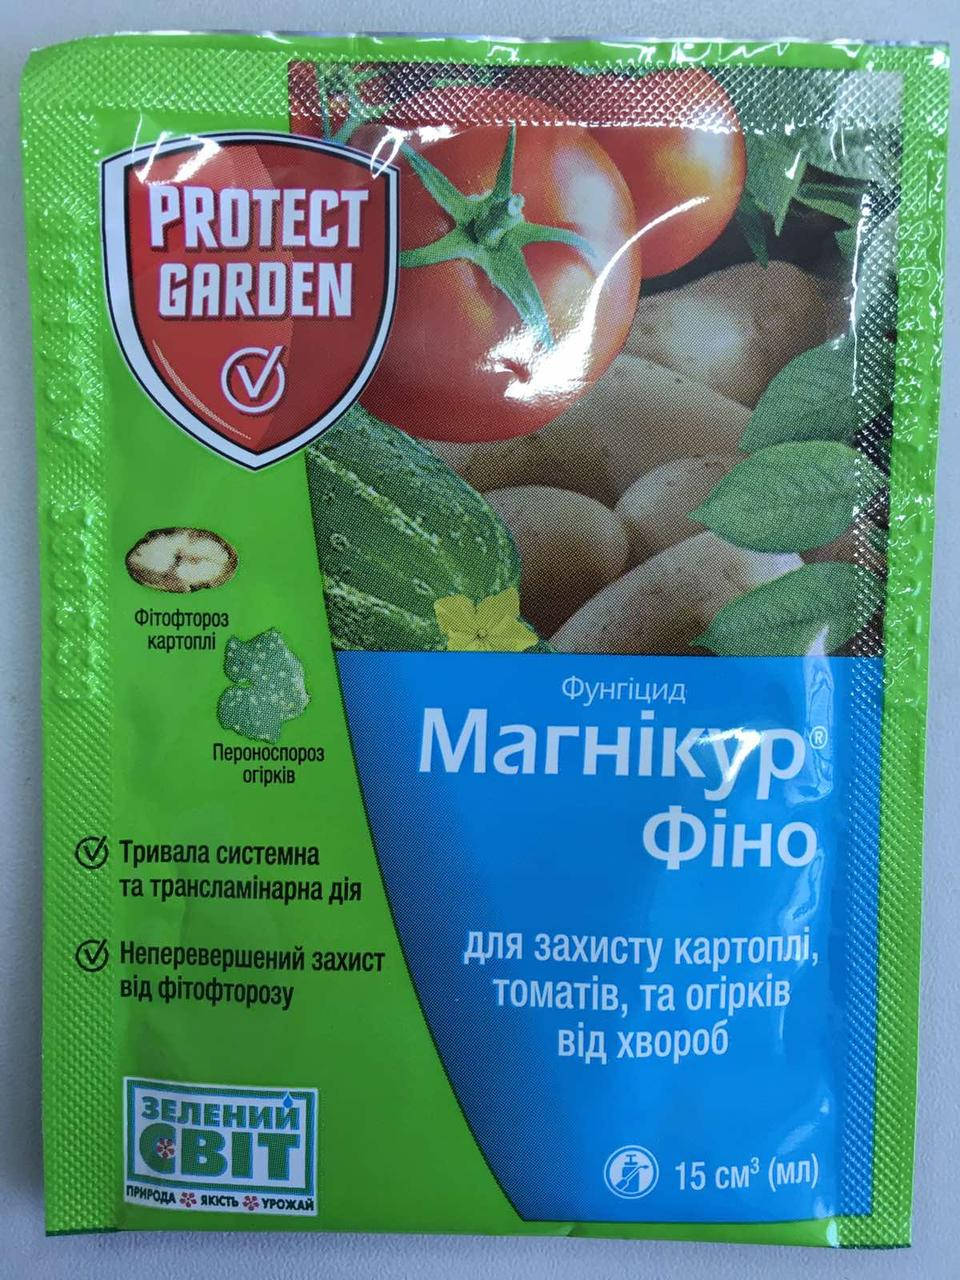 PROTECT
GARDEN
Фітофтороз
картоплі
Пероноспороз
огірків
Фунгіцид
Магнікур®
Фіно
Тривала системна
та трансламінарна дія
Неперевершений захист
від фітофторозу
для захисту картоплі,
томатів, та огірків
від хвороб
ЗЕЛЕНИЙ
СВІТ
ПРИРОДА ЯКІСТЬ УРОЖАЙ
15 см³ (мл)